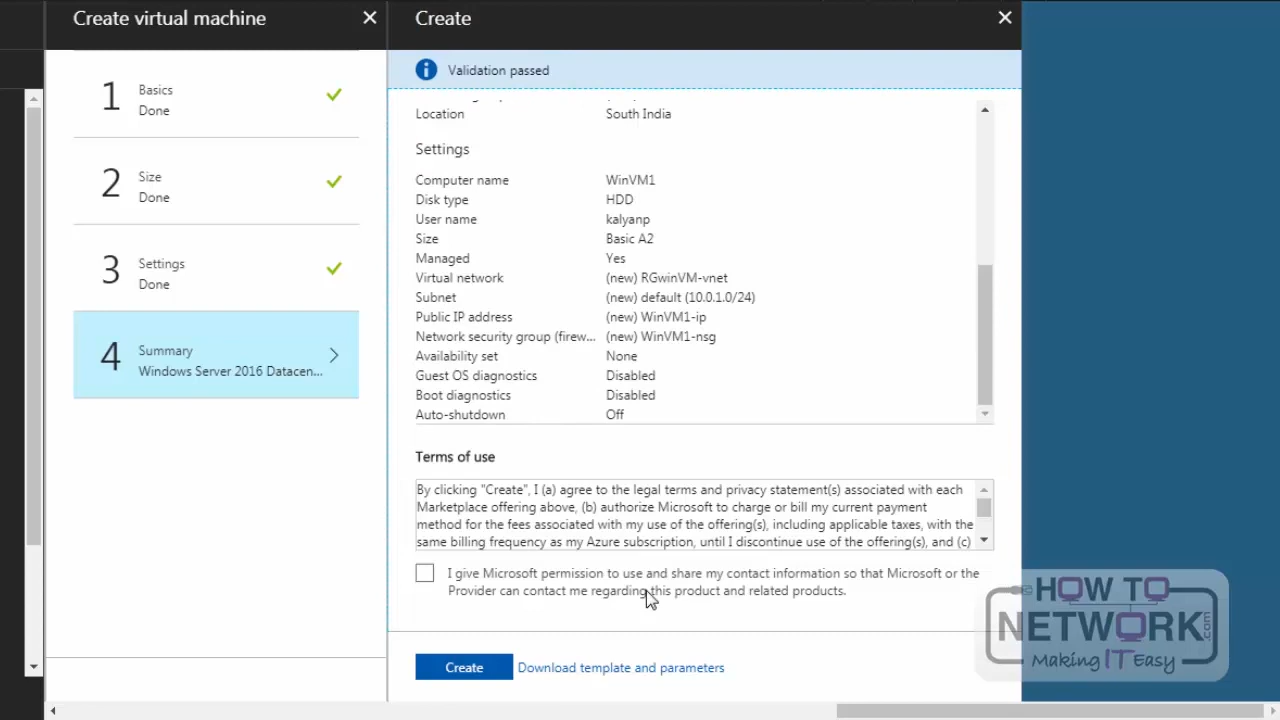 Create virtual machine
Create
Validation passed
1 Basics
Done
2 Size
Done
3 Settings
Done
4 Summary
Windows Server 2016 Datacen...
Location South India
Settings
Computer name WinVM1
Disk type HDD
User name kalyanp
Size Basic A2
Managed Yes
Virtual network (new) RGwinVM-vnet
Subnet (new) default (10.0.1.0/24)
Public IP address (new) WinVM1-ip
Network security group (firew... (new) WinVM1-nsg
Availability set None
Guest OS diagnostics Disabled
Boot diagnostics Disabled
Auto-shutdown Off
Terms of use
By clicking "Create", I (a) agree to the legal terms and privacy statement(s) associated with each
Marketplace offering above, (b) authorize Microsoft to charge or bill my current payment
method for the fees associated with my use of the offering(s), including applicable taxes, with the
same billing frequency as my Azure subscription, until I discontinue use of the offering(s), and (c)
I give Microsoft permission to use and share my contact information so that Microsoft or the
Provider can contact me regarding this product and related products.
Create Download template and parameters
HOW TO
NETWORK.com
Making IT Easy